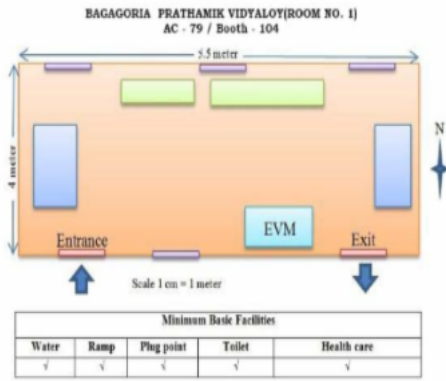 BAGAGORIA PRATHAMIK VIDYALOY(ROOM NO. 1)
AC - 79 / Booth - 104
5.5 meter
4 meter
N
EVM
Entrance
Exit
Scale 1 cm = 1 meter
Minimum Basic Facilities
Water Ramp Plug point Toilet Health care
√ √ √ √ √